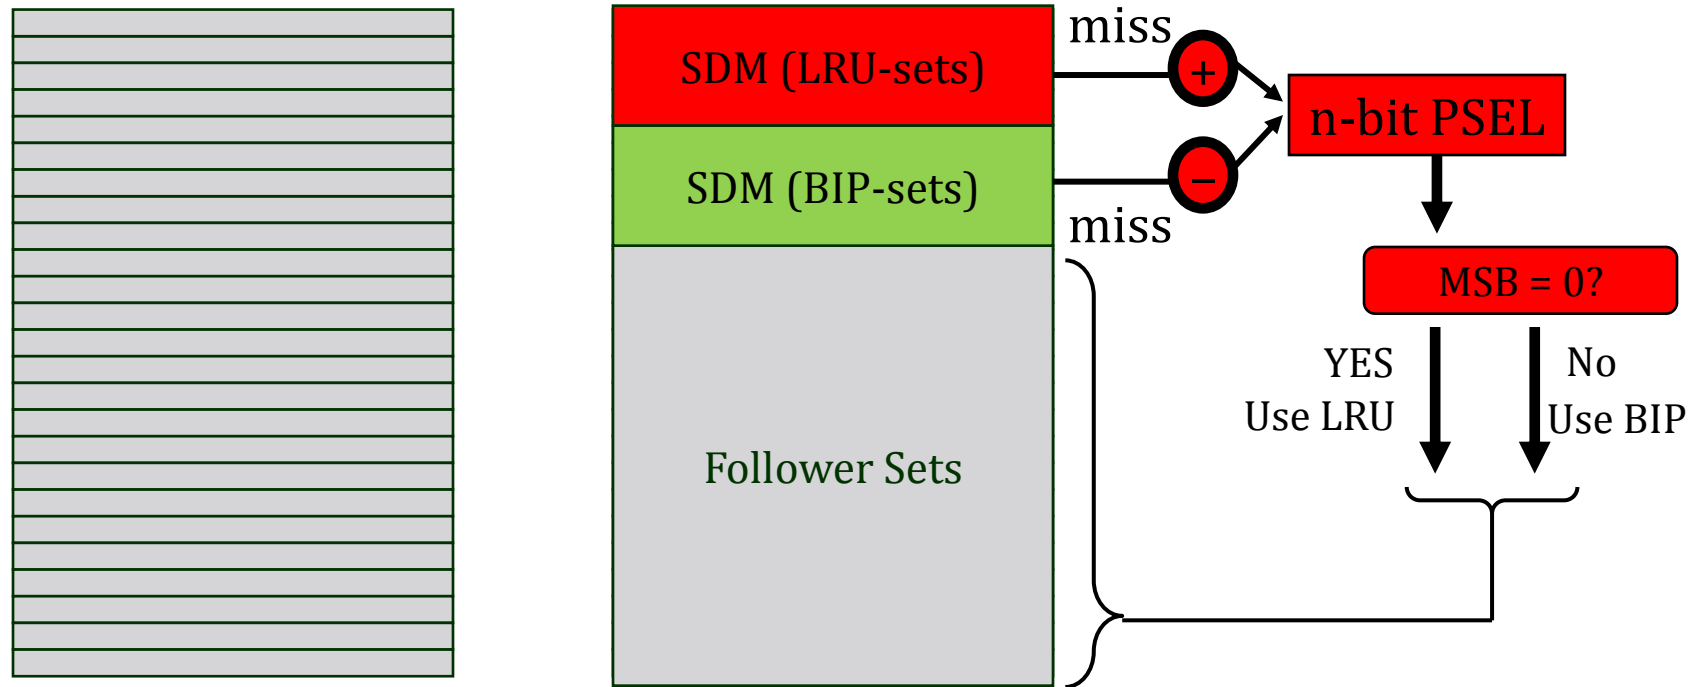 miss
SDM (LRU-sets)
+
n-bit PSEL
SDM (BIP-sets)
–
miss
MSB = 0?
YES
Use LRU
No
Use BIP
Follower Sets